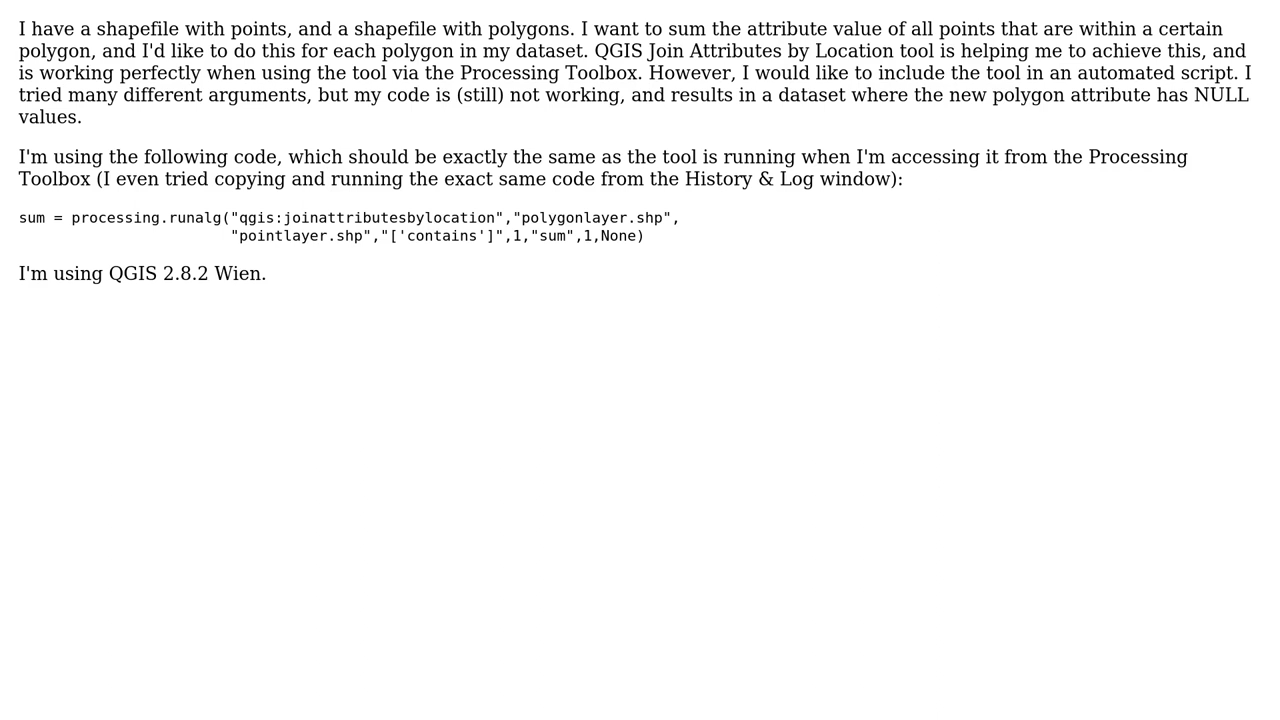 I have a shapefile with points, and a shapefile with polygons. I want to sum the attribute value of all points that are within a certain
polygon, and I'd like to do this for each polygon in my dataset. QGIS Join Attributes by Location tool is helping me to achieve this, and
is working perfectly when using the tool via the Processing Toolbox. However, I would like to include the tool in an automated script. I
tried many different arguments, but my code is (still) not working, and results in a dataset where the new polygon attribute has NULL
values.
I'm using the following code, which should be exactly the same as the tool is running when I'm accessing it from the Processing
Toolbox (I even tried copying and running the exact same code from the History & Log window):
sum = processing.runalg("qgis:joinattributesbylocation","polygonlayer.shp",
                        "pointlayer.shp","['contains']",1,"sum",1,None)
I'm using QGIS 2.8.2 Wien.